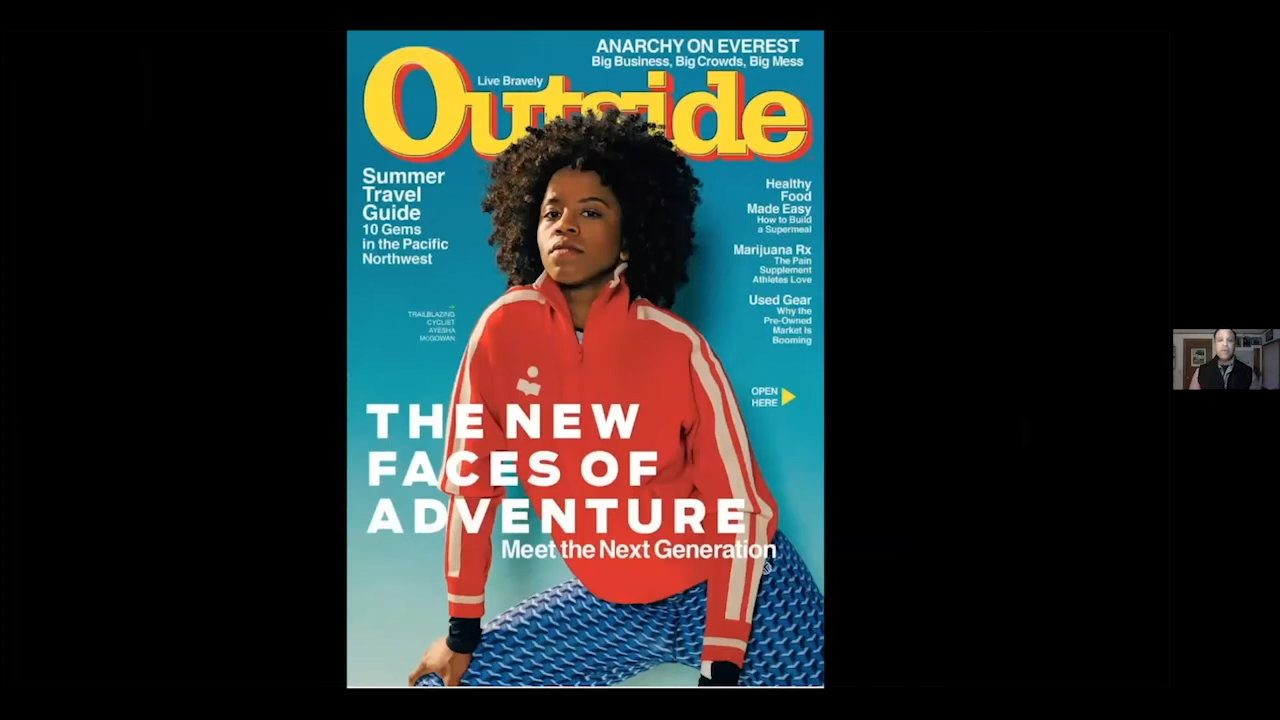 ANARCHY ON EVEREST
Big Business, Big Crowds, Big Mess
Live Bravely
Outside
Summer
Travel
Guide
10 Gems
in the Pacific
Northwest
Healthy
Food
Made Easy
How to Build
a Supermeal
Marijuana Rx
The Pain
Supplement
Athletes Love
Used Gear
Why the
Pre-Owned
Market Is
Booming
TRAILBLAZING
CYCLIST
AYESHA
McGOWAN
OPEN
HERE
THE NEW
FACES OF
ADVENTURE
Meet the Next Generation